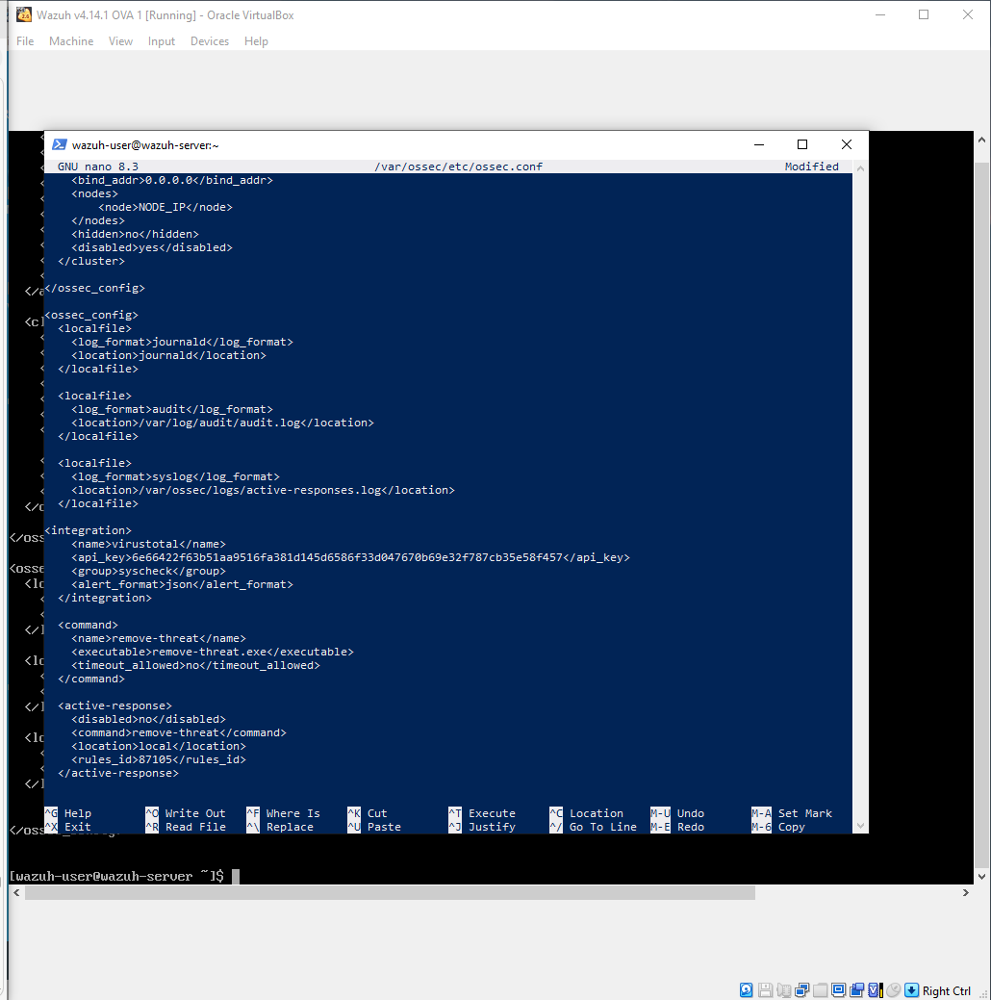 Wazuh v4.14.1 OVA 1 [Running] - Oracle VirtualBox
File Machine View Input Devices Help
wazuh-user@wazuh-server:~
GNU nano 8.3 /var/ossec/etc/ossec.conf Modified
<bind_addr>0.0.0.0</bind_addr>
<nodes>
<node>NODE_IP</node>
</nodes>
<hidden>no</hidden>
<disabled>yes</disabled>
</cluster>
</ossec_config>
<ossec_config>
<localfile>
<log_format>journald</log_format>
<location>journald</location>
</localfile>
<localfile>
<log_format>audit</log_format>
<location>/var/log/audit/audit.log</location>
</localfile>
<localfile>
<log_format>syslog</log_format>
<location>/var/ossec/logs/active-responses.log</location>
</localfile>
<integration>
<name>virustotal</name>
<api_key>6e66422f63b51aa9516fa381d145d6586f33d047670b69e32f787cb35e58f457</api_key>
<group>syscheck</group>
<alert_format>json</alert_format>
</integration>
<command>
<name>remove-threat</name>
<executable>remove-threat.exe</executable>
<timeout_allowed>no</timeout_allowed>
</command>
<active-response>
<disabled>no</disabled>
<command>remove-threat</command>
<location>local</location>
<rules_id>87105</rules_id>
</active-response>
^G Help ^O Write Out ^F Where Is ^K Cut ^T Execute ^C Location M-U Undo M-A Set Mark
^X Exit ^R Read File ^\ Replace ^U Paste ^J Justify ^/ Go To Line M-E Redo M-6 Copy
[wazuh-user@wazuh-server ~]$
Right Ctrl